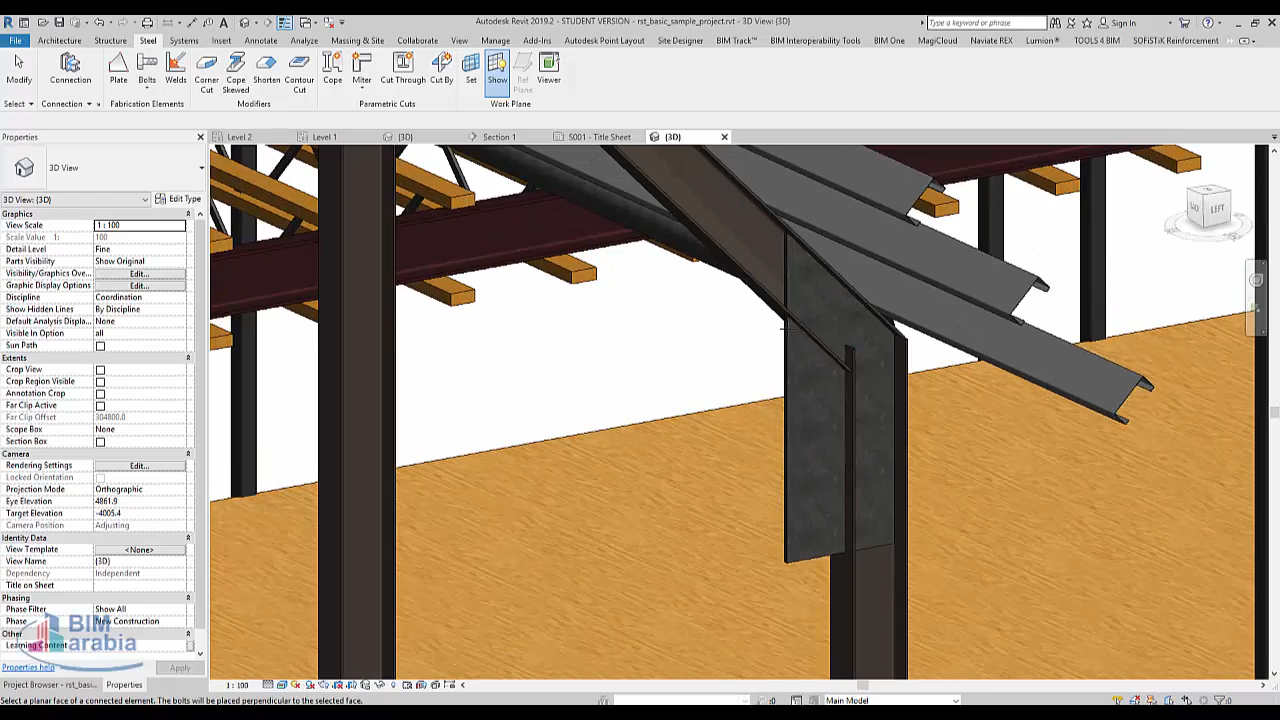 Autodesk Revit 2019.2 - STUDENT VERSION - rst_basic_sample_project.rvt - 3D View: {3D}
Type a keyword or phrase
Sign In
File Architecture Structure Steel Systems Insert Annotate Analyze Massing & Site Collaborate View Manage Add-Ins Autodesk Point Layout Site Designer BIM Track™ BIM Interoperability Tools BIM One MagiCloud Naviate REX Lumion® TOOLS 4 BIM SOFiSTiK Reinforcement
Modify Connection Plate Bolts Welds Corner Cut Cope Skewed Shorten Contour Cut Cope Miter Cut Through Cut By Set Show Ref Plane Viewer
Select Connection Fabrication Elements Modifiers Parametric Cuts Work Plane
Properties
Level 2 Level 1 {3D} Section 1 S001 - Title Sheet {3D}
3D View
3D View: {3D} Edit Type
Graphics
View Scale 1 : 100
Scale Value 1: 100
Detail Level Fine
Parts Visibility Show Original
Visibility/Graphics Ove... Edit...
Graphic Display Options Edit...
Discipline Coordination
Show Hidden Lines By Discipline
Default Analysis Displa... None
Visible In Option all
Sun Path
Extents
Crop View
Crop Region Visible
Annotation Crop
Far Clip Active
Far Clip Offset 304800.0
Scope Box None
Section Box
Camera
Rendering Settings Edit...
Locked Orientation
Projection Mode Orthographic
Eye Elevation 4861.9
Target Elevation -4005.4
Camera Position Adjusting
Identity Data
View Template <None>
View Name {3D}
Dependency Independent
Title on Sheet
Phasing
Phase Filter Show All
Phase New Construction
Other
Learning Content
BIM
arabia
Properties help Apply
Project Browser - rst_basi... Properties
1 : 100
Select a planar face of a connected element. The bolts will be placed perpendicular to the selected face.
:0 Main Model :0
LEFT